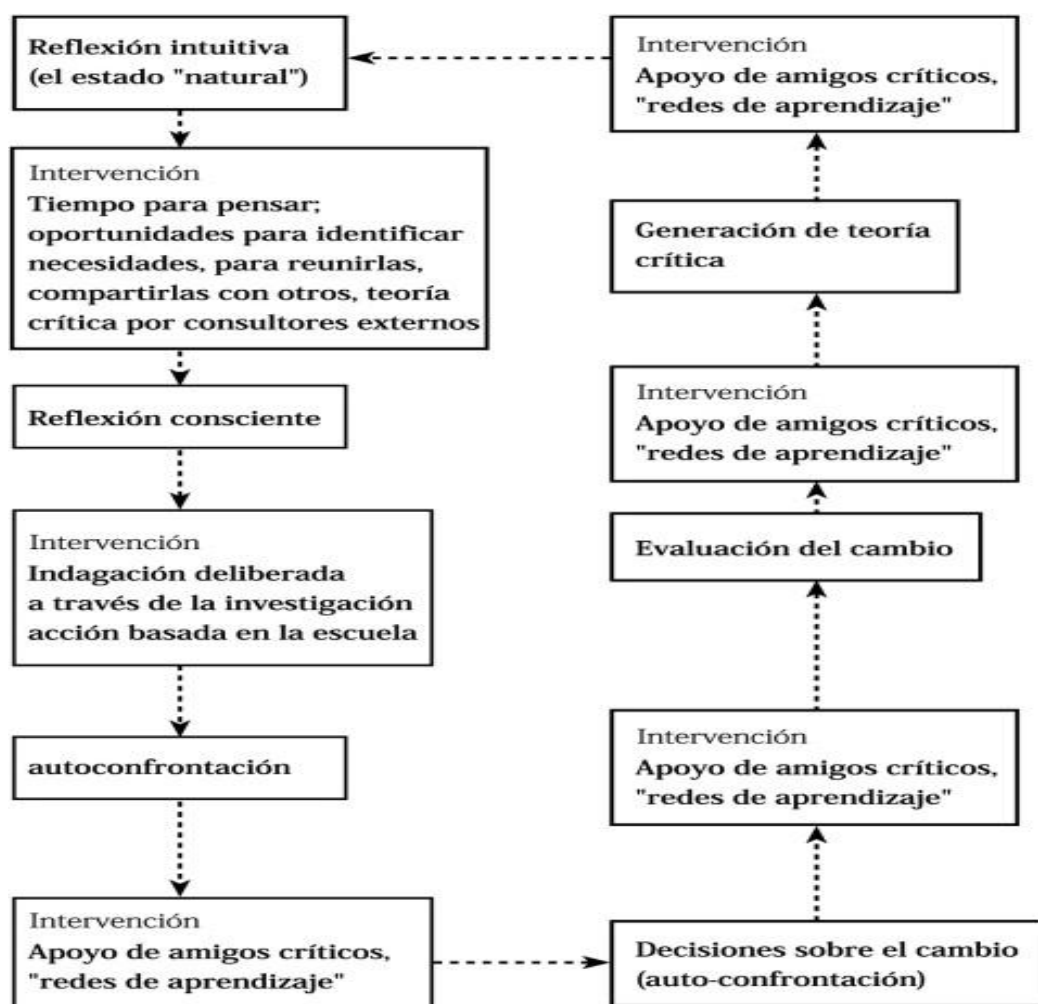 Reflexión intuitiva
(el estado "natural")
Intervención
Tiempo para pensar;
oportunidades para identificar
necesidades, para reunirlas,
compartirlas con otros, teoría
crítica por consultores externos
Reflexión consciente
Intervención
Indagación deliberada
a través de la investigación
acción basada en la escuela
autoconfrontación
Intervención
Apoyo de amigos críticos,
"redes de aprendizaje"
Decisiones sobre el cambio
(auto-confrontación)
Intervención
Apoyo de amigos críticos,
"redes de aprendizaje"
Evaluación del cambio
Intervención
Apoyo de amigos críticos,
"redes de aprendizaje"
Generación de teoría
crítica
Intervención
Apoyo de amigos críticos,
"redes de aprendizaje"